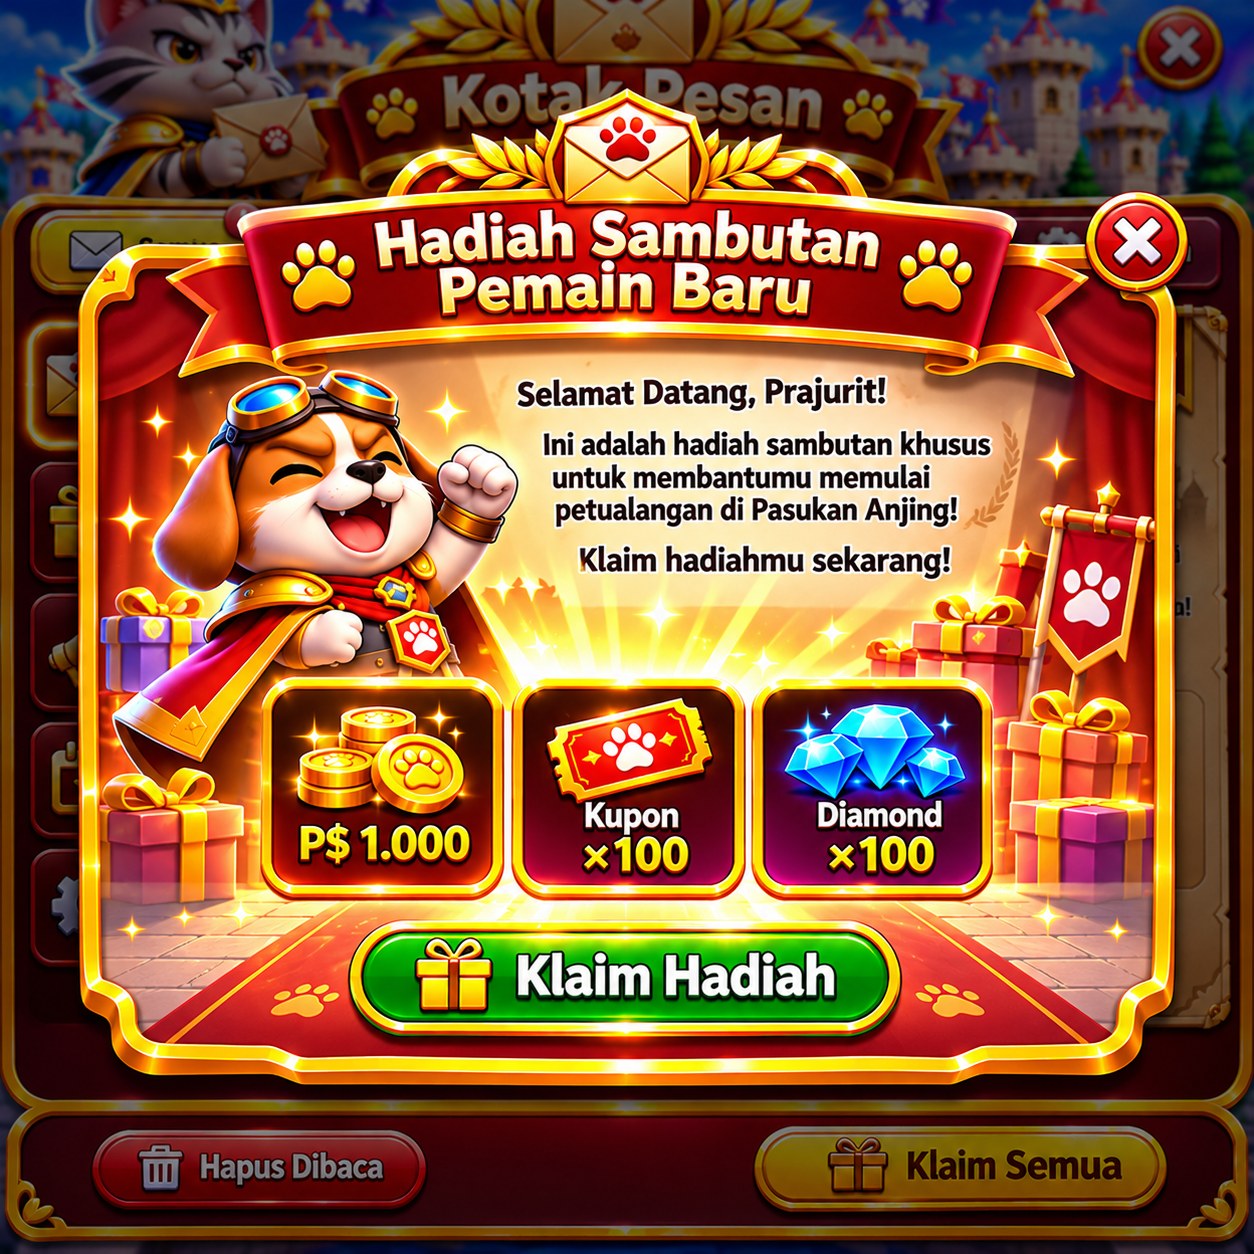 Kotak Pesan
Hadiah Sambutan
Pemain Baru
Selamat Datang, Prajurit!
Ini adalah hadiah sambutan khusus
untuk membantumu memulai
petualangan di Pasukan Anjing!
Klaim hadiahmu sekarang!
P$ 1.000
Kupon
×100
Diamond
×100
Klaim Hadiah
Hapus Dibaca
Klaim Semua